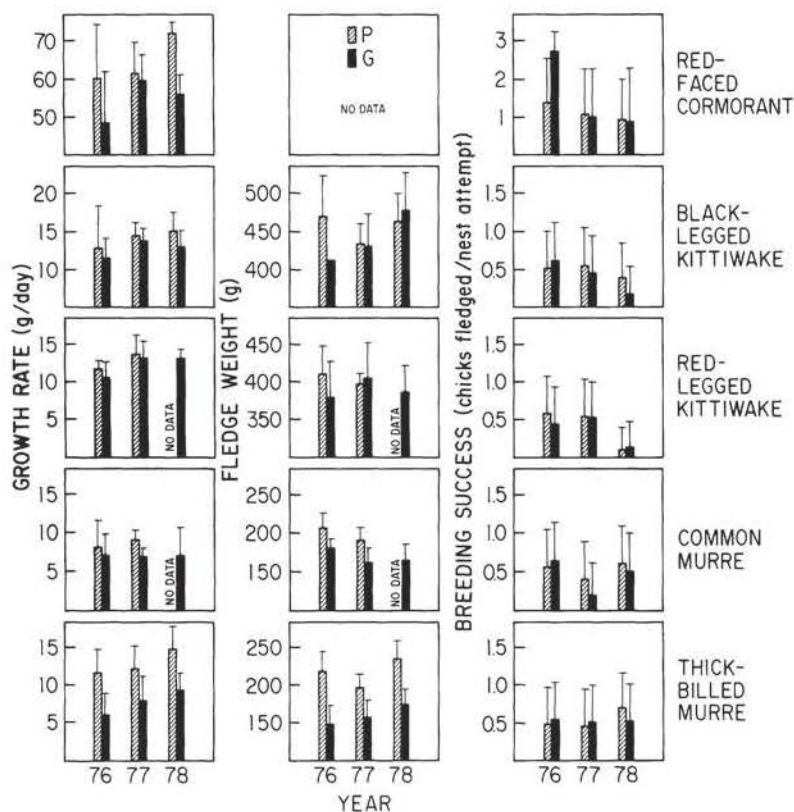 GROWTH RATE (g/day)
70
60
50
20
15
10
15
10
5
15
10
5
15
10
5
76 77 78
FLEDGE WEIGHT (g)
P
G
NO DATA
500
450
400
450
400
350
250
200
150
250
200
150
76 77 78
YEAR
NO DATA
NO DATA
NO DATA
NO DATA
BREEDING SUCCESS (chicks fledged/nest attempt)
3
2
1
1.5
1.0
0.5
1.5
1.0
0.5
1.5
1.0
0.5
1.5
1.0
0.5
76 77 78
RED-
FACED
CORMORANT
BLACK-
LEGGED
KITTIWAKE
RED-
LEGGED
KITTIWAKE
COMMON
MURRE
THICK-
BILLED
MURRE